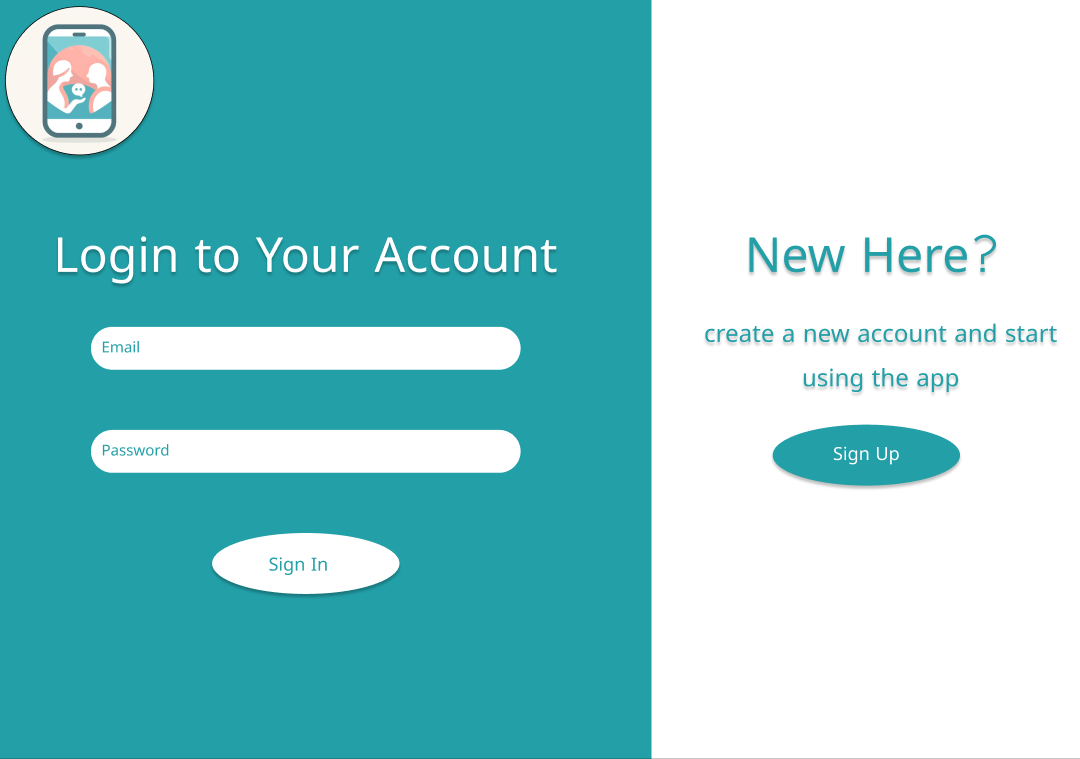 Login to Your Account
Email
Password
Sign In
New Here?
create a new account and start
using the app
Sign Up